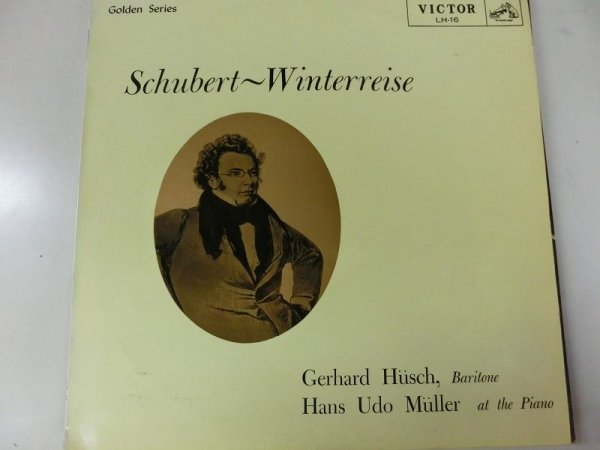 Golden Series
VICTOR
LH-16
Schubert~Winterreise
Gerhard Hüsch, Baritone
Hans Udo Müller at the Piano